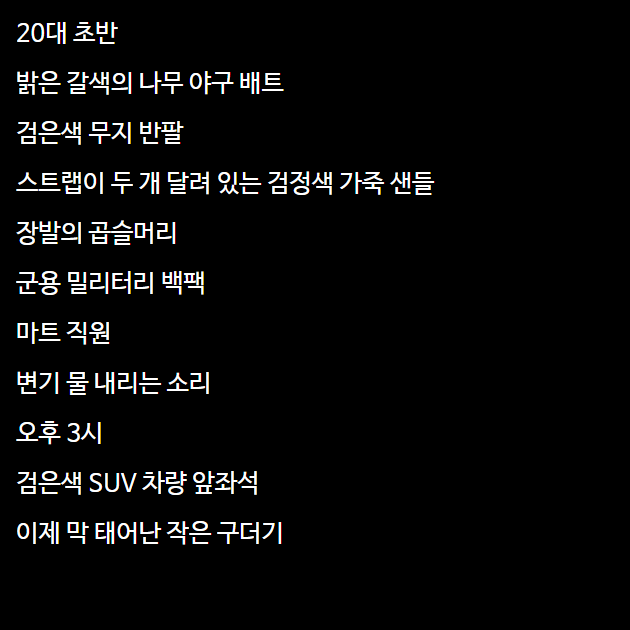 20대 초반
밝은 갈색의 나무 야구 배트
검은색 무지 반팔
스트랩이 두 개 달려 있는 검정색 가죽 샌들
장발의 곱슬머리
군용 밀리터리 백팩
마트 직원
변기 물 내리는 소리
오후 3시
검은색 SUV 차량 앞좌석
이제 막 태어난 작은 구더기